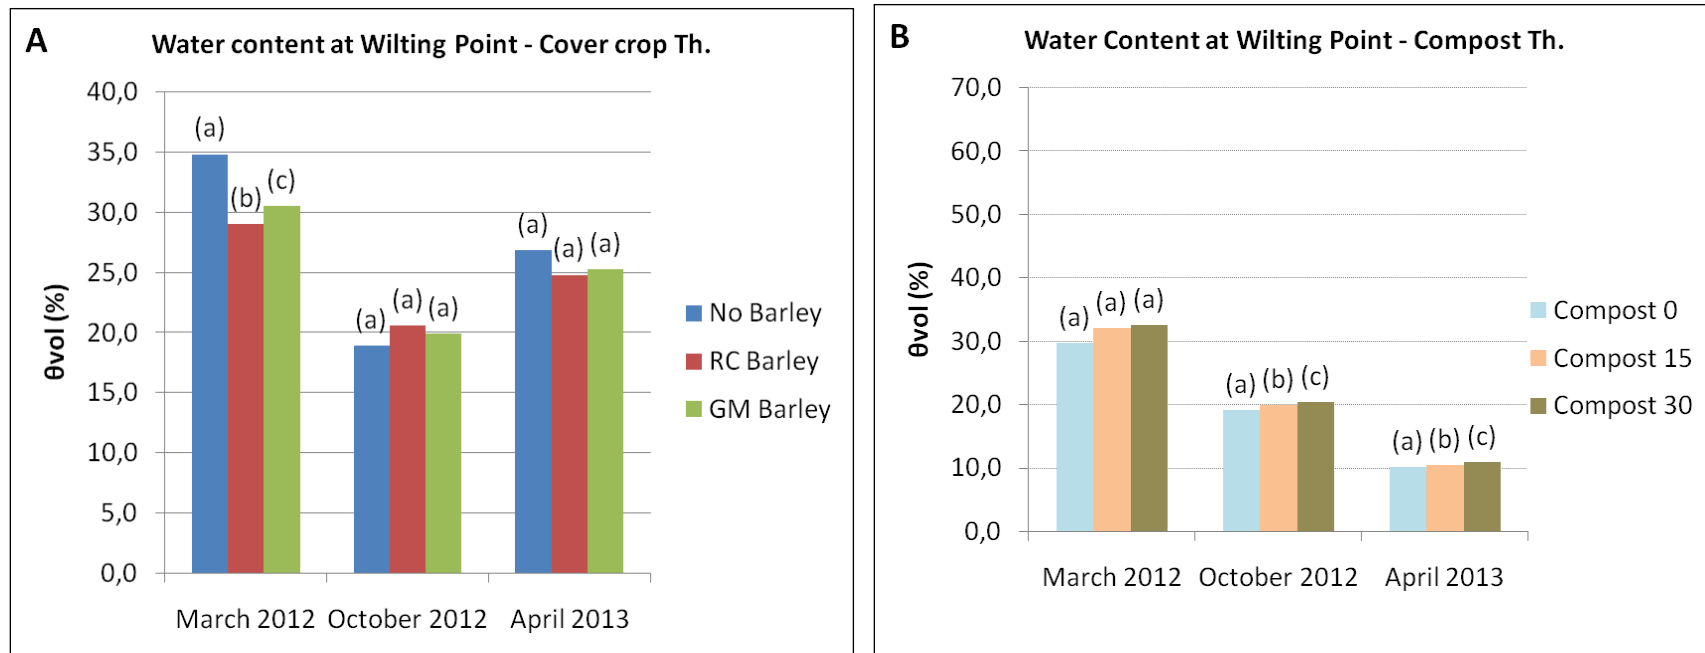 A
Water content at Wilting Point - Cover crop Th.
40,0
35,0
30,0
25,0
20,0
15,0
10,0
5,0
0,0
θvol (%)
(a)
(b)
(c)
(a)
(a)
(a)
(a)
(a)
(a)
March 2012
October 2012
April 2013
No Barley
RC Barley
GM Barley
B
Water Content at Wilting Point - Compost Th.
70,0
60,0
50,0
40,0
30,0
20,0
10,0
0,0
θvol (%)
(a)
(a)
(a)
(a)
(b)
(c)
(a)
(b)
(c)
March 2012
October 2012
April 2013
Compost 0
Compost 15
Compost 30